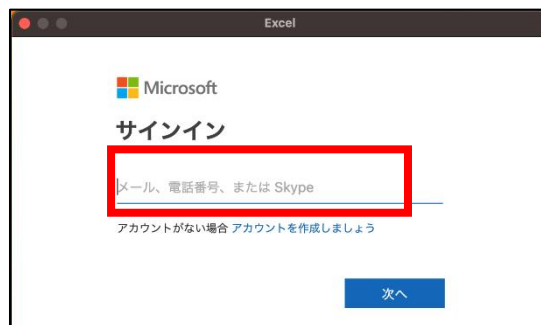 Excel
Microsoft
サインイン
メール、電話番号、または Skype
アカウントがない場合 アカウントを作成しましょう
次へ